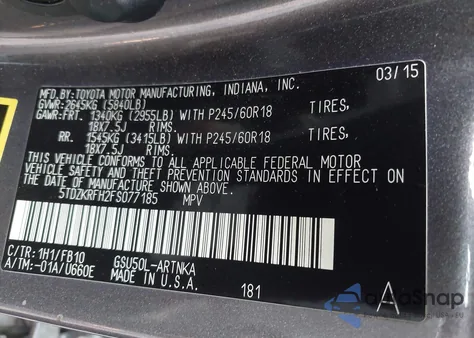 MFD.BY:TOYOTA MOTOR MANUFACTURING, INDIANA, INC. 03/15
GVWR:2645KG (5840LB)
GAWR:FRT. 1340KG (2955LB) WITH P245/60R18 TIRES,
18X7.5J RIMS.
RR. 1545KG (3415LB) WITH P245/60R18 TIRES,
18X7.5J RIMS.
THIS VEHICLE CONFORMS TO ALL APPLICABLE FEDERAL MOTOR
VEHICLE SAFETY AND THEFT PREVENTION STANDARDS IN EFFECT ON
THE DATE OF MANUFACTURE SHOWN ABOVE.
5TDZKRFH2FS077185 MPV
C/TR: 1H1/FB10 GSU50L-ARTNKA
A/TM:-01A/U660E MADE IN U.S.A. 181 A
AutoSnap